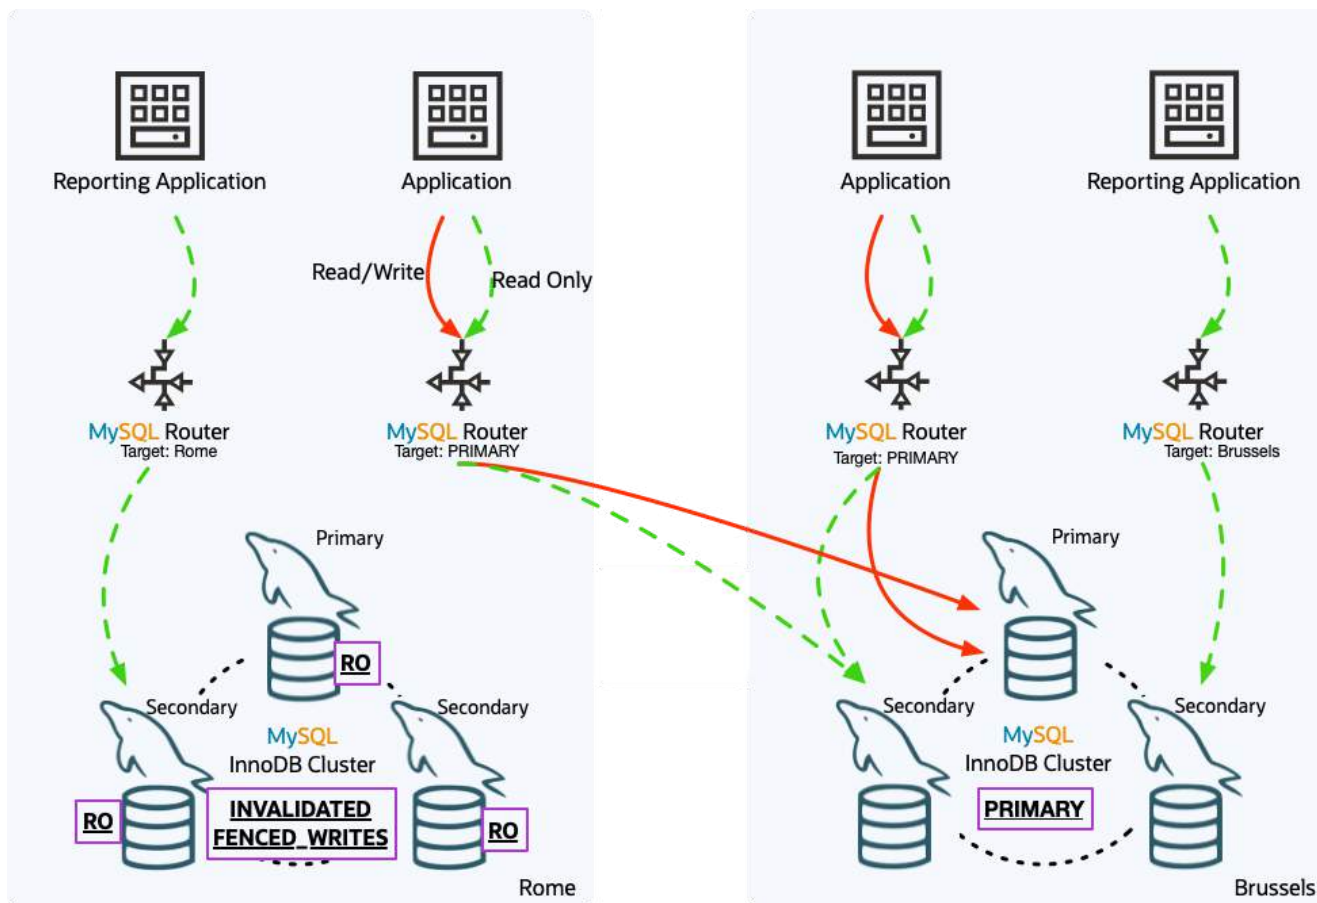 Reporting Application
Application
Application
Reporting Application
Read/Write
Read Only
MySQL Router
Target: Rome
MySQL Router
Target: PRIMARY
MySQL Router
Target: PRIMARY
MySQL Router
Target: Brussels
Primary
RO
Secondary
Secondary
MySQL
InnoDB Cluster
RO
INVALIDATED
FENCED_WRITES
RO
Rome
Primary
Secondary
Secondary
MySQL
InnoDB Cluster
PRIMARY
Brussels